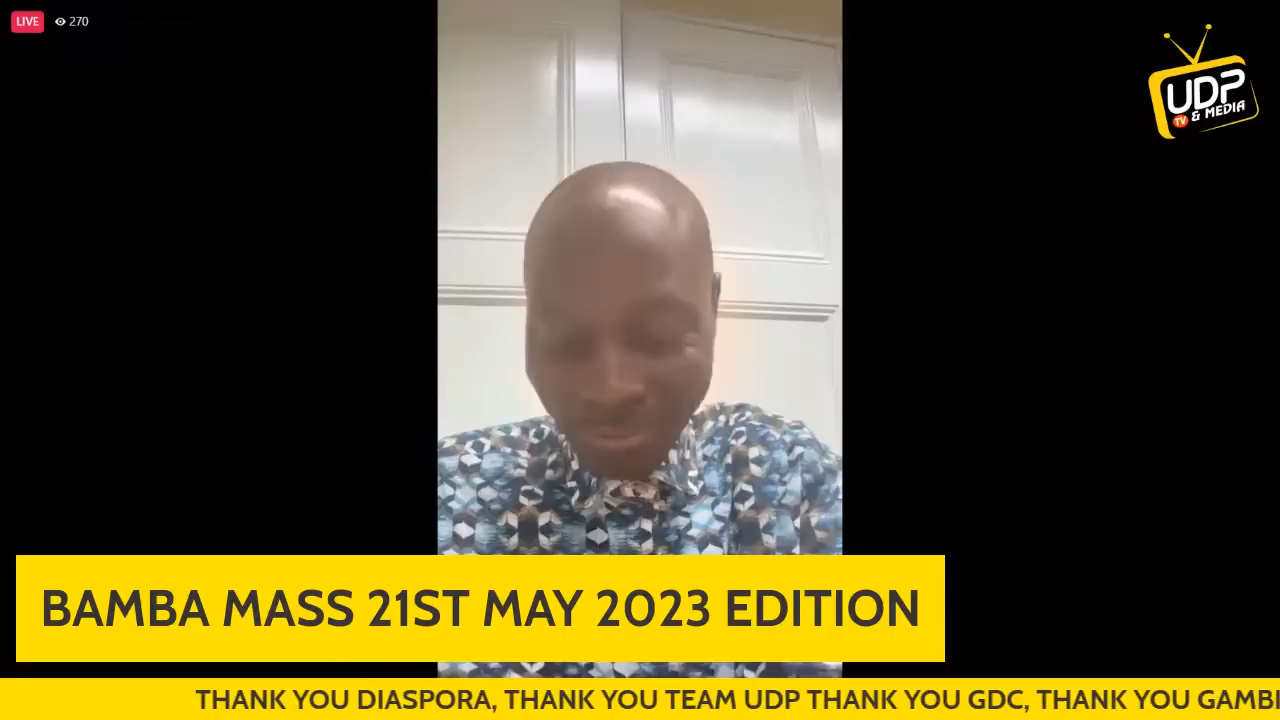 LIVE 270
UDP
TV & MEDIA
BAMBA MASS 21ST MAY 2023 EDITION
THANK YOU DIASPORA, THANK YOU TEAM UDP THANK YOU GDC, THANK YOU GAMBI